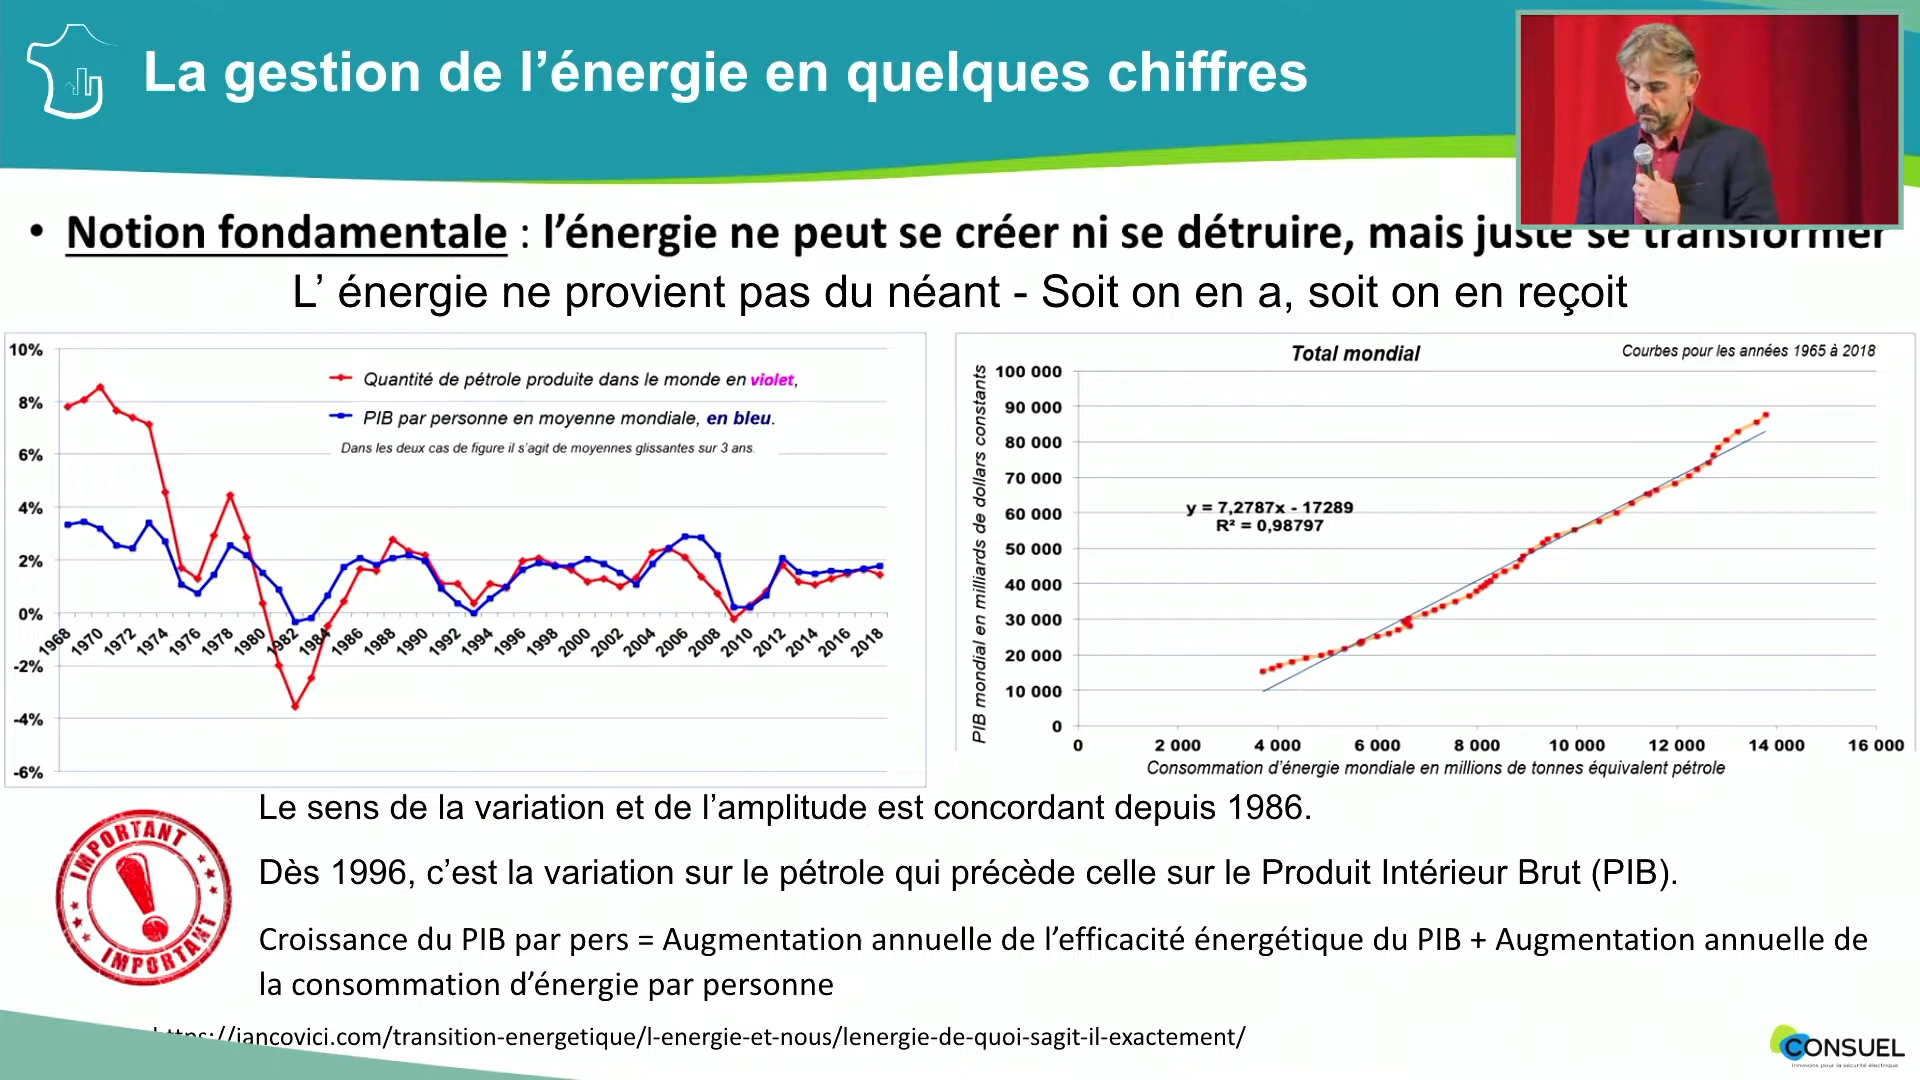 La gestion de l’énergie en quelques chiffres
• Notion fondamentale : l’énergie ne peut se créer ni se détruire, mais juste se transformer
L’ énergie ne provient pas du néant - Soit on en a, soit on en reçoit
10%
8%
6%
4%
2%
0%
-2%
-4%
-6%
Quantité de pétrole produite dans le monde en violet,
PIB par personne en moyenne mondiale, en bleu.
Dans les deux cas de figure il s’agit de moyennes glissantes sur 3 ans.
1968 1970 1972 1974 1976 1978 1980 1982 1984 1986 1988 1990 1992 1994 1996 1998 2000 2002 2004 2006 2008 2010 2012 2014 2016 2018
Total mondial
Courbes pour les années 1965 à 2018
PIB mondial en milliards de dollars constants
100 000
90 000
80 000
70 000
60 000
50 000
40 000
30 000
20 000
10 000
0
y = 7,2787x - 17289
R² = 0,98797
0 2 000 4 000 6 000 8 000 10 000 12 000 14 000 16 000
Consommation d’énergie mondiale en millions de tonnes équivalent pétrole
IMPORTANT
IMPORTANT
Le sens de la variation et de l’amplitude est concordant depuis 1986.
Dès 1996, c’est la variation sur le pétrole qui précède celle sur le Produit Intérieur Brut (PIB).
Croissance du PIB par pers = Augmentation annuelle de l’efficacité énergétique du PIB + Augmentation annuelle de
la consommation d’énergie par personne
https://jancovici.com/transition-energetique/l-energie-et-nous/lenergie-de-quoi-sagit-il-exactement/
CONSUEL
Innovons pour la sécurité électrique